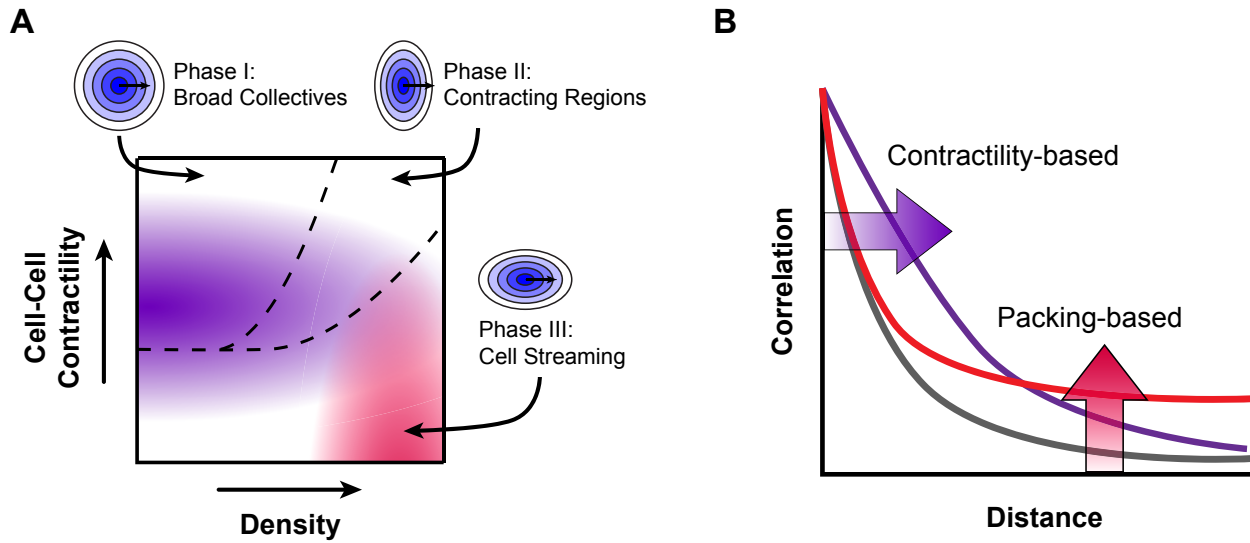 A
Phase I:
Broad Collectives
Phase II:
Contracting Regions
Cell-Cell
Contractility
Phase III:
Cell Streaming
Density
B
Contractility-based
Packing-based
Correlation
Distance